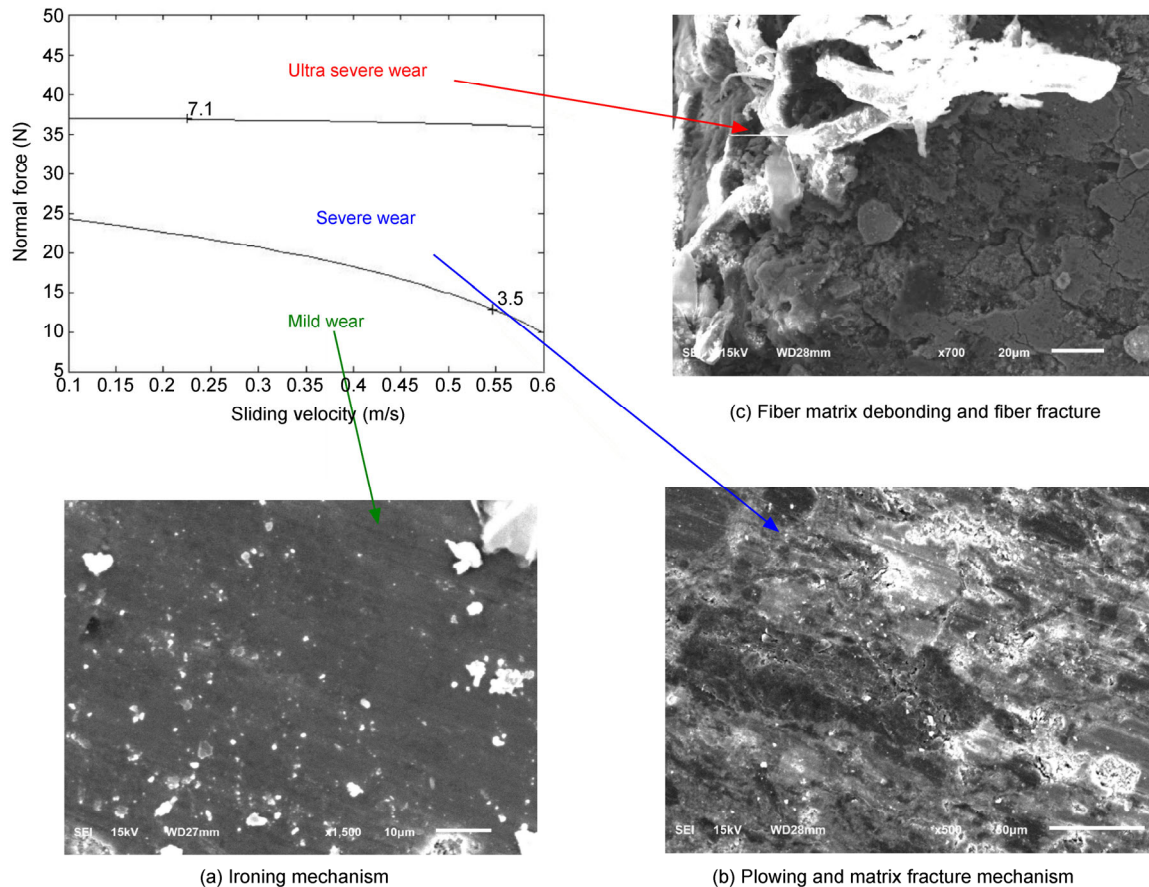 50
45
40
35
30
25
20
15
10
5
Normal force (N)
Ultra severe wear
7.1
Severe wear
3.5
Mild wear
0.1 0.15 0.2 0.25 0.3 0.35 0.4 0.45 0.5 0.55 0.6
Sliding velocity (m/s)
SEI 15kV WD28mm x700 20μm
(c) Fiber matrix debonding and fiber fracture
SEI 15kV WD27mm x1,500 10μm
(a) Ironing mechanism
SEI 15kV WD28mm x500 50μm
(b) Plowing and matrix fracture mechanism